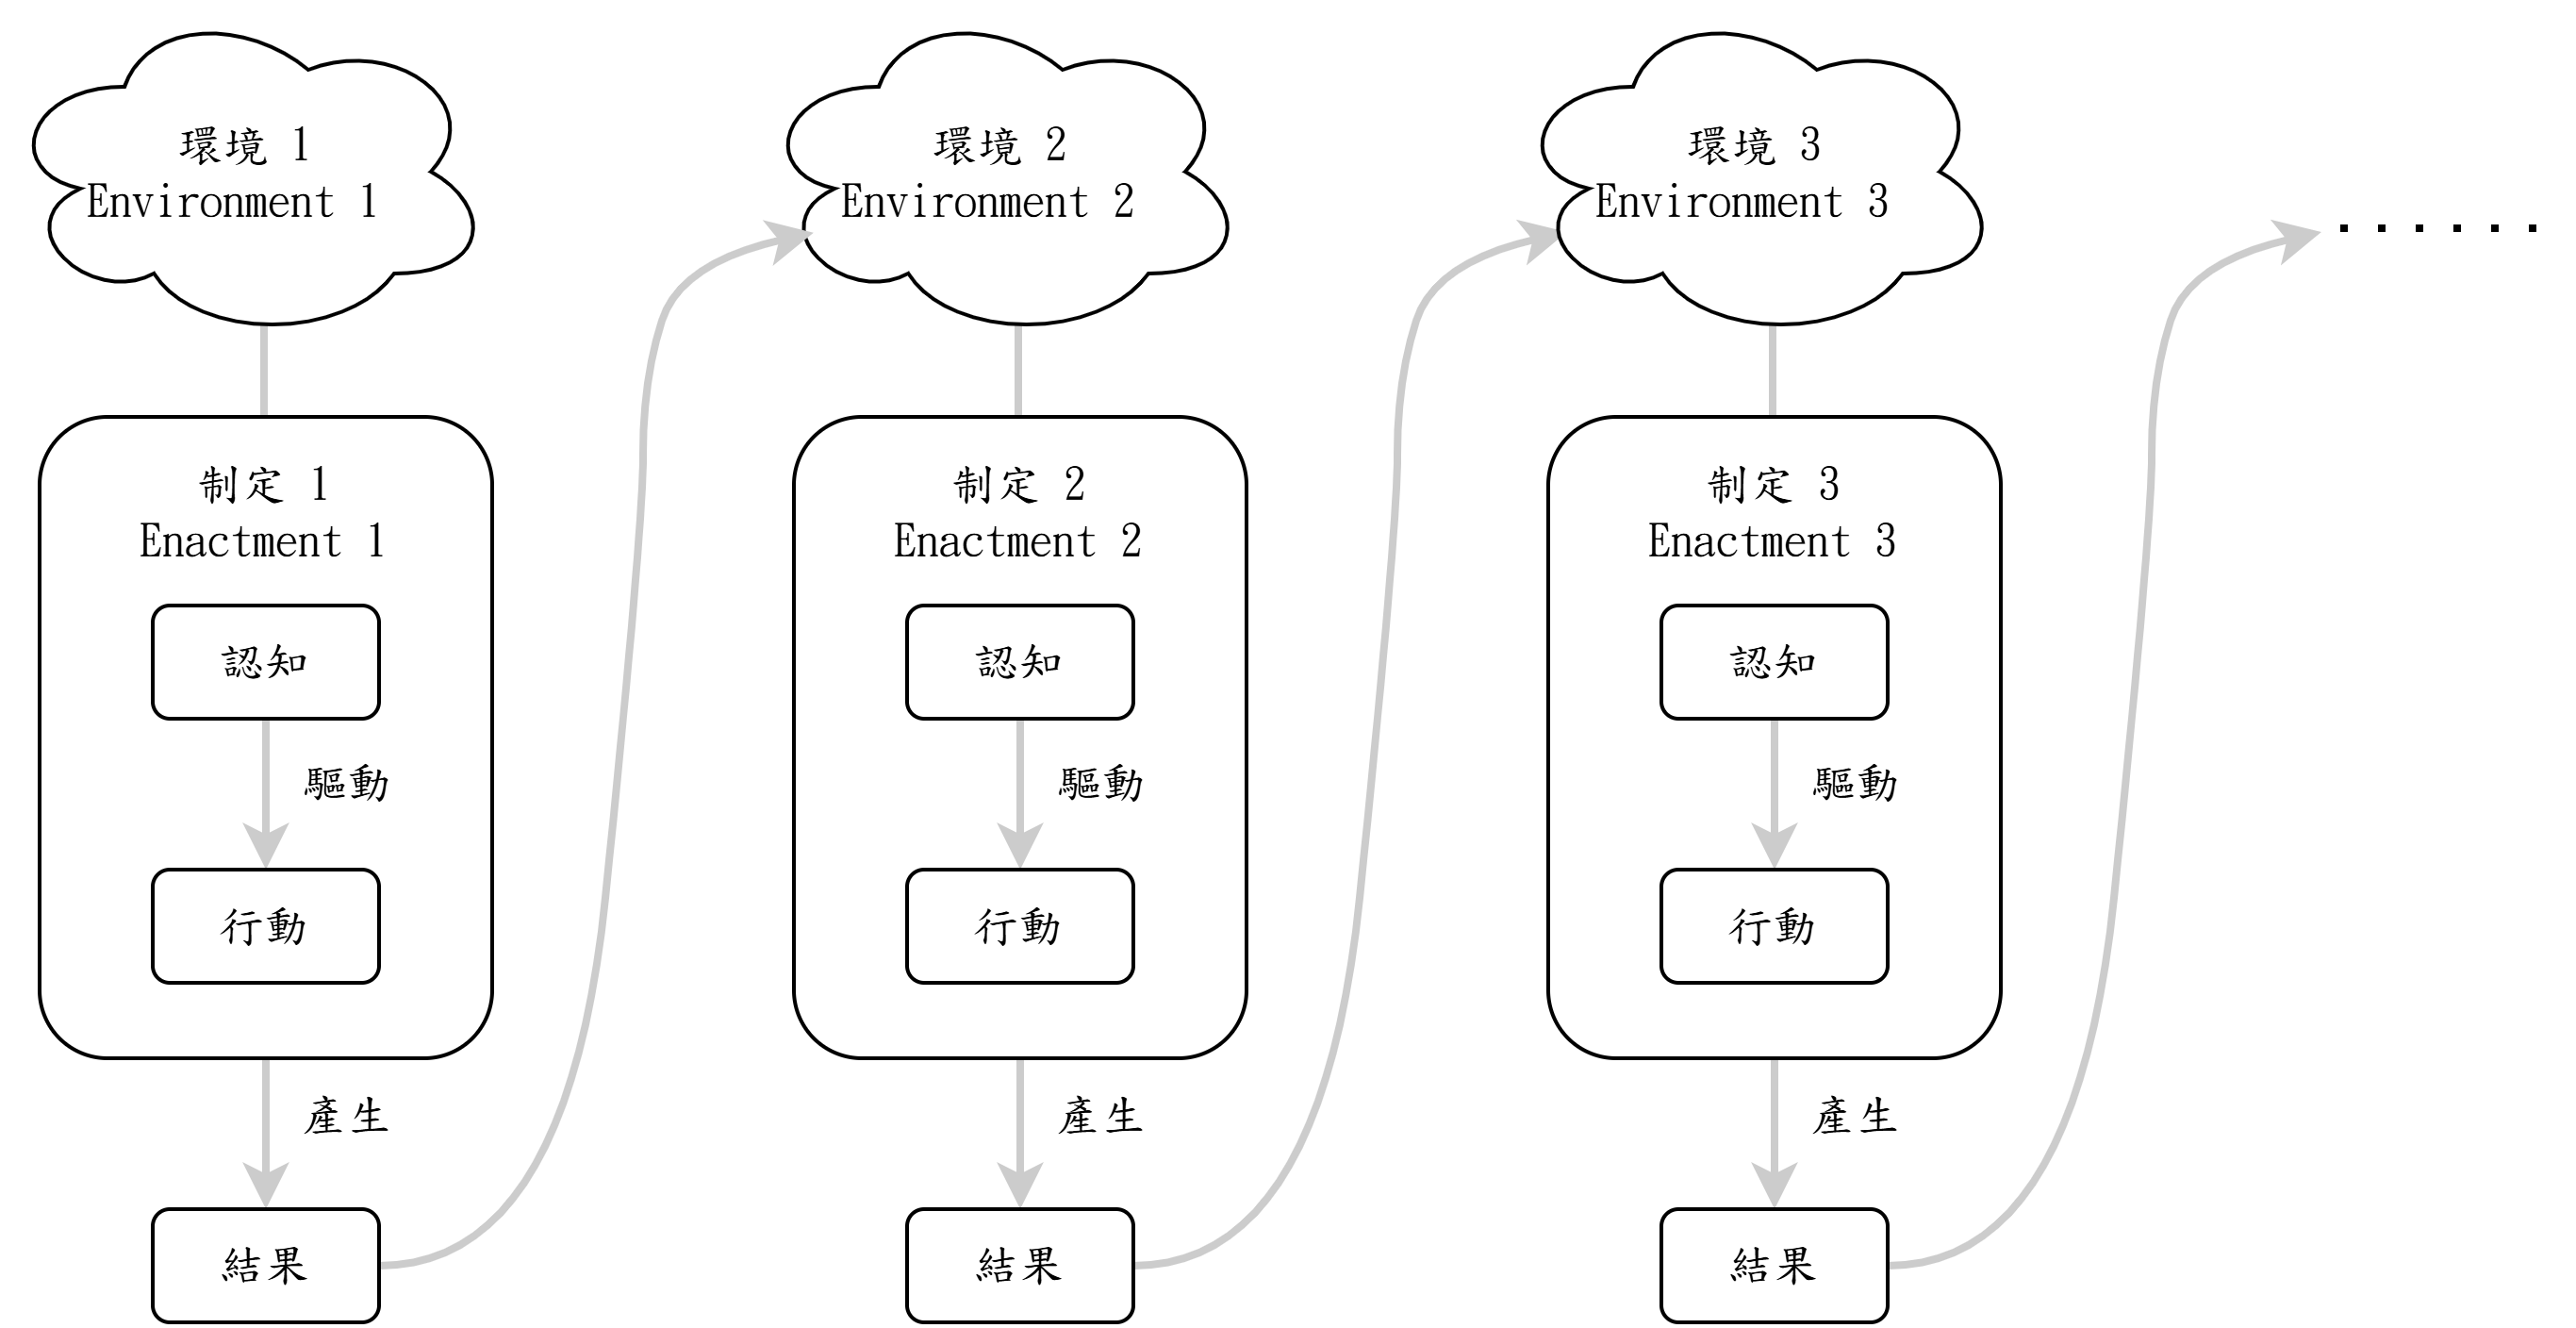 環境 1
Environment 1
制定 1
Enactment 1
認知
驅動
行動
產生
結果
環境 2
Environment 2
制定 2
Enactment 2
認知
驅動
行動
產生
結果
環境 3
Environment 3
制定 3
Enactment 3
認知
驅動
行動
產生
結果
......